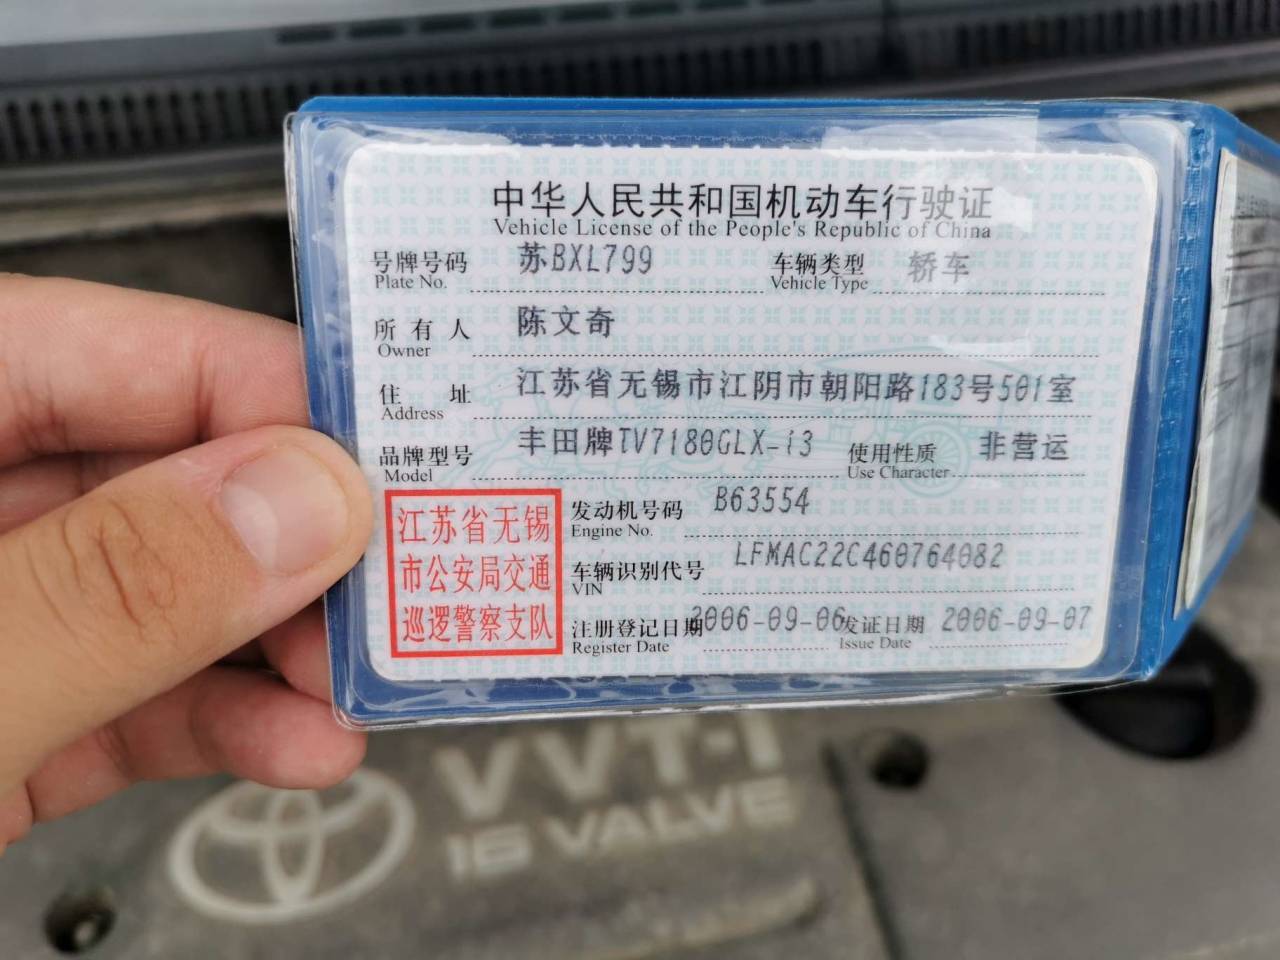 中华人民共和国机动车行驶证
Vehicle License of the People's Republic of China
号牌号码 苏BXL799 车辆类型 轿车
Plate No. Vehicle Type
所有人 陈文奇
Owner
住址 江苏省无锡市江阴市朝阳路183号501室
Address
品牌型号 丰田牌TV7180GLX-i3 使用性质 非营运
Model Use Character
江苏省无锡
市公安局交通
巡逻警察支队
发动机号码 B63554
Engine No.
车辆识别代号 LFMAC22C460764082
VIN
注册登记日期 2006-09-06 发证日期 2006-09-07
Register Date Issue Date
VVT-i
16 VALVE